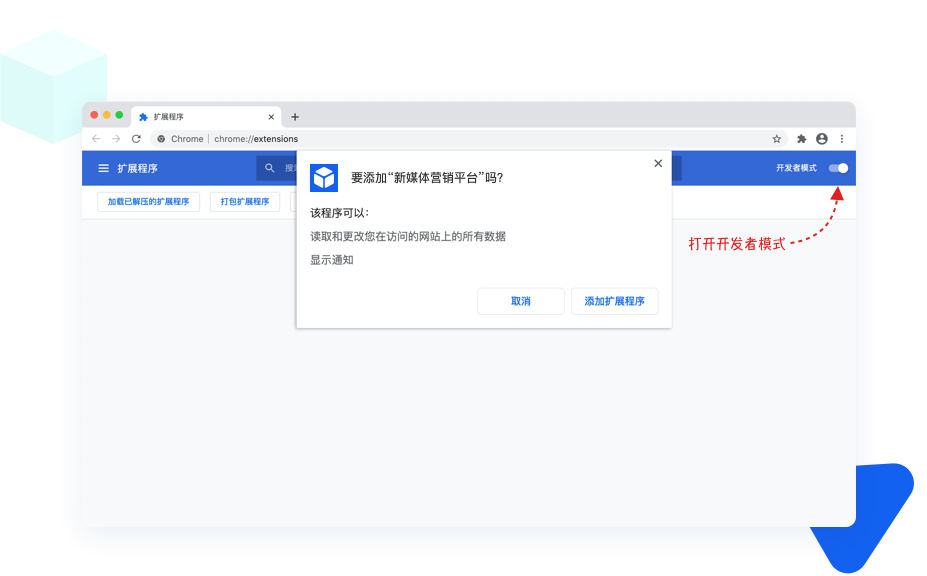 扩展程序
Chrome
chrome://extensions
扩展程序
开发者模式
加载已解压的扩展程序
打包扩展程序
要添加“新媒体营销平台”吗?
该程序可以:
读取和更改您在访问的网站上的所有数据
显示通知
取消
添加扩展程序
打开开发者模式